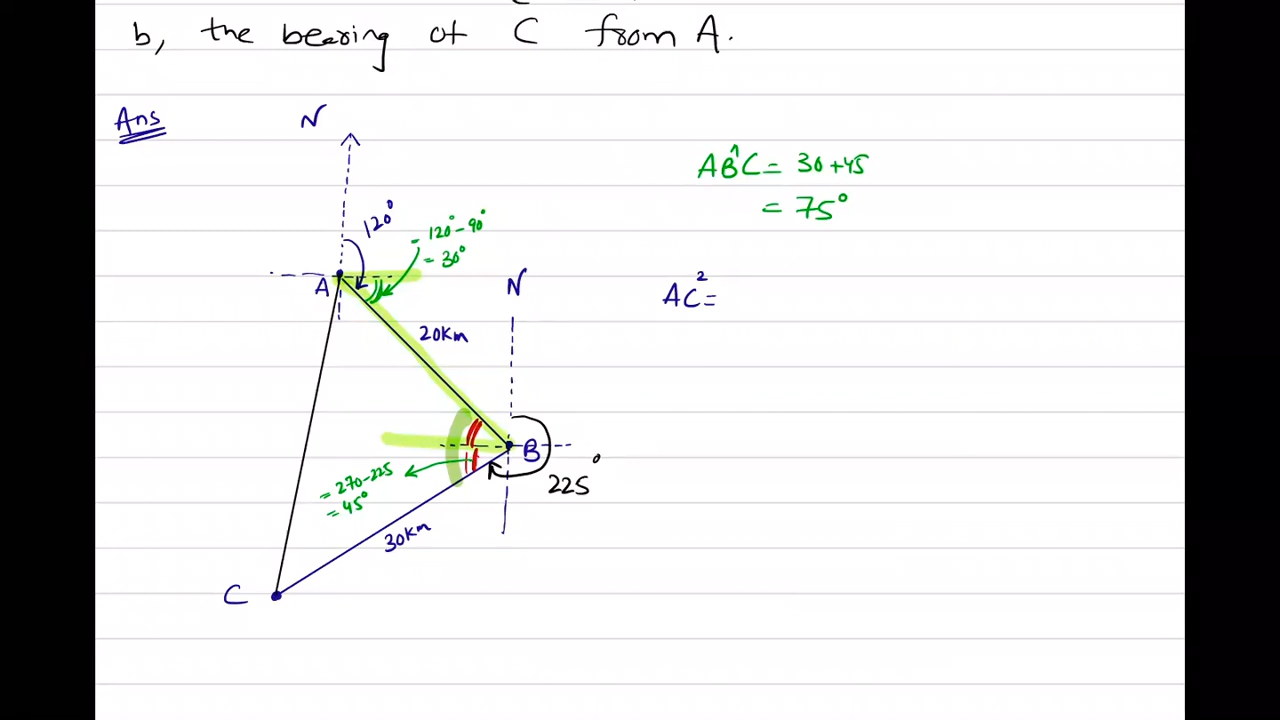 b, the bearing of C from A.
Ans
N
120°
= 120° - 90°
= 30°
A
20km
N
B
225°
= 270-225
= 45°
30km
C
AB̂C = 30+45
= 75°
AC² =